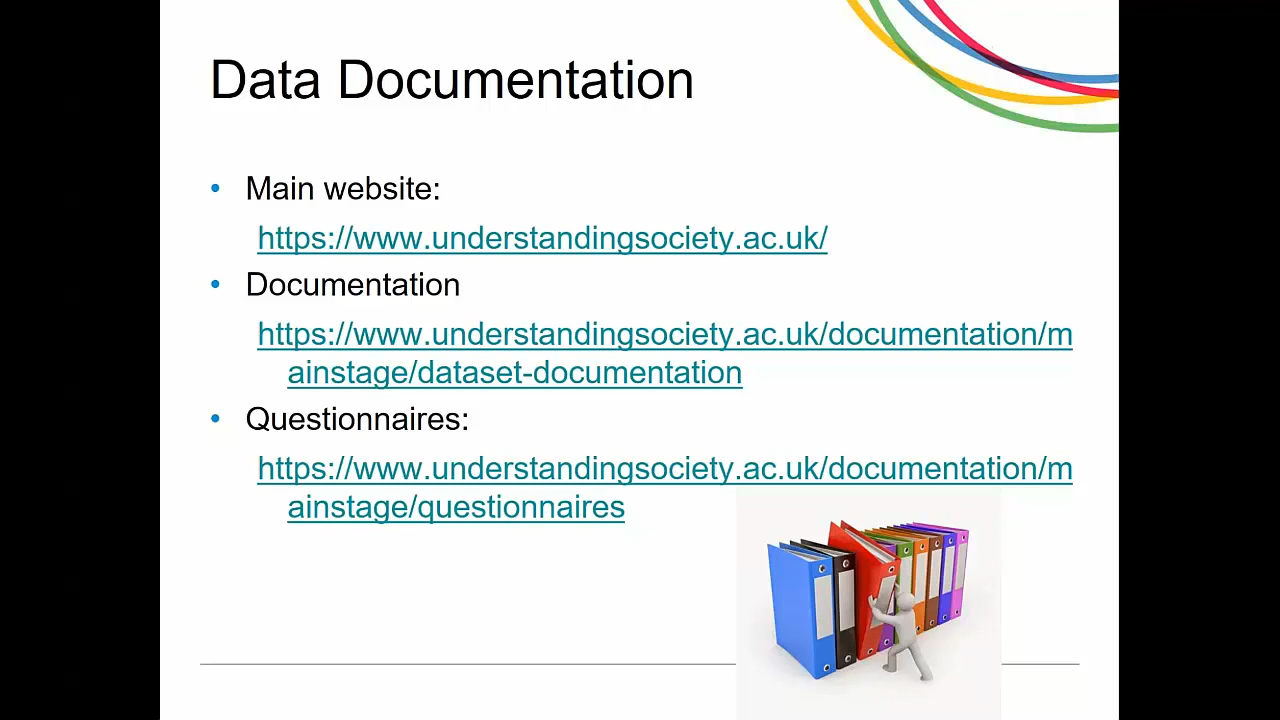 Data Documentation
• Main website:
https://www.understandingsociety.ac.uk/
• Documentation
https://www.understandingsociety.ac.uk/documentation/m
ainstage/dataset-documentation
• Questionnaires:
https://www.understandingsociety.ac.uk/documentation/m
ainstage/questionnaires